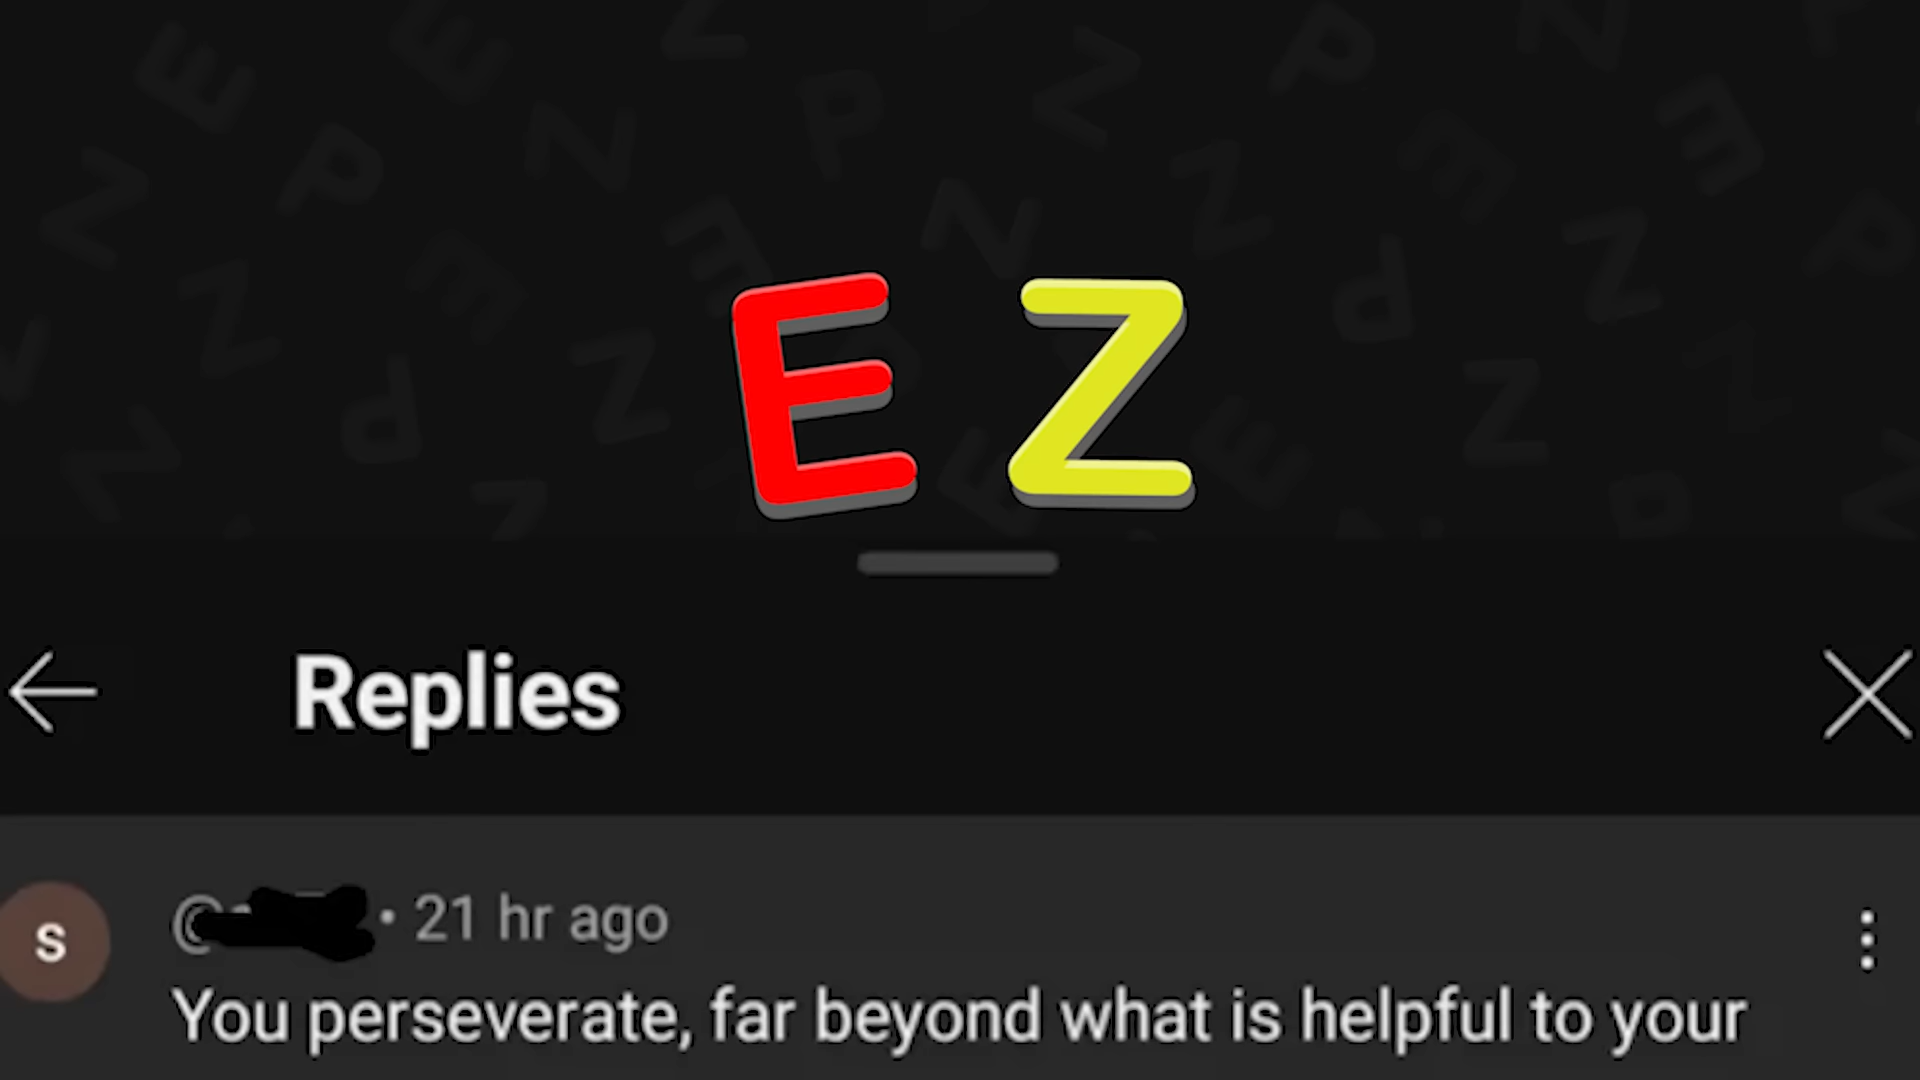 E Z
Replies
S
@ • 21 hr ago
You perseverate, far beyond what is helpful to your